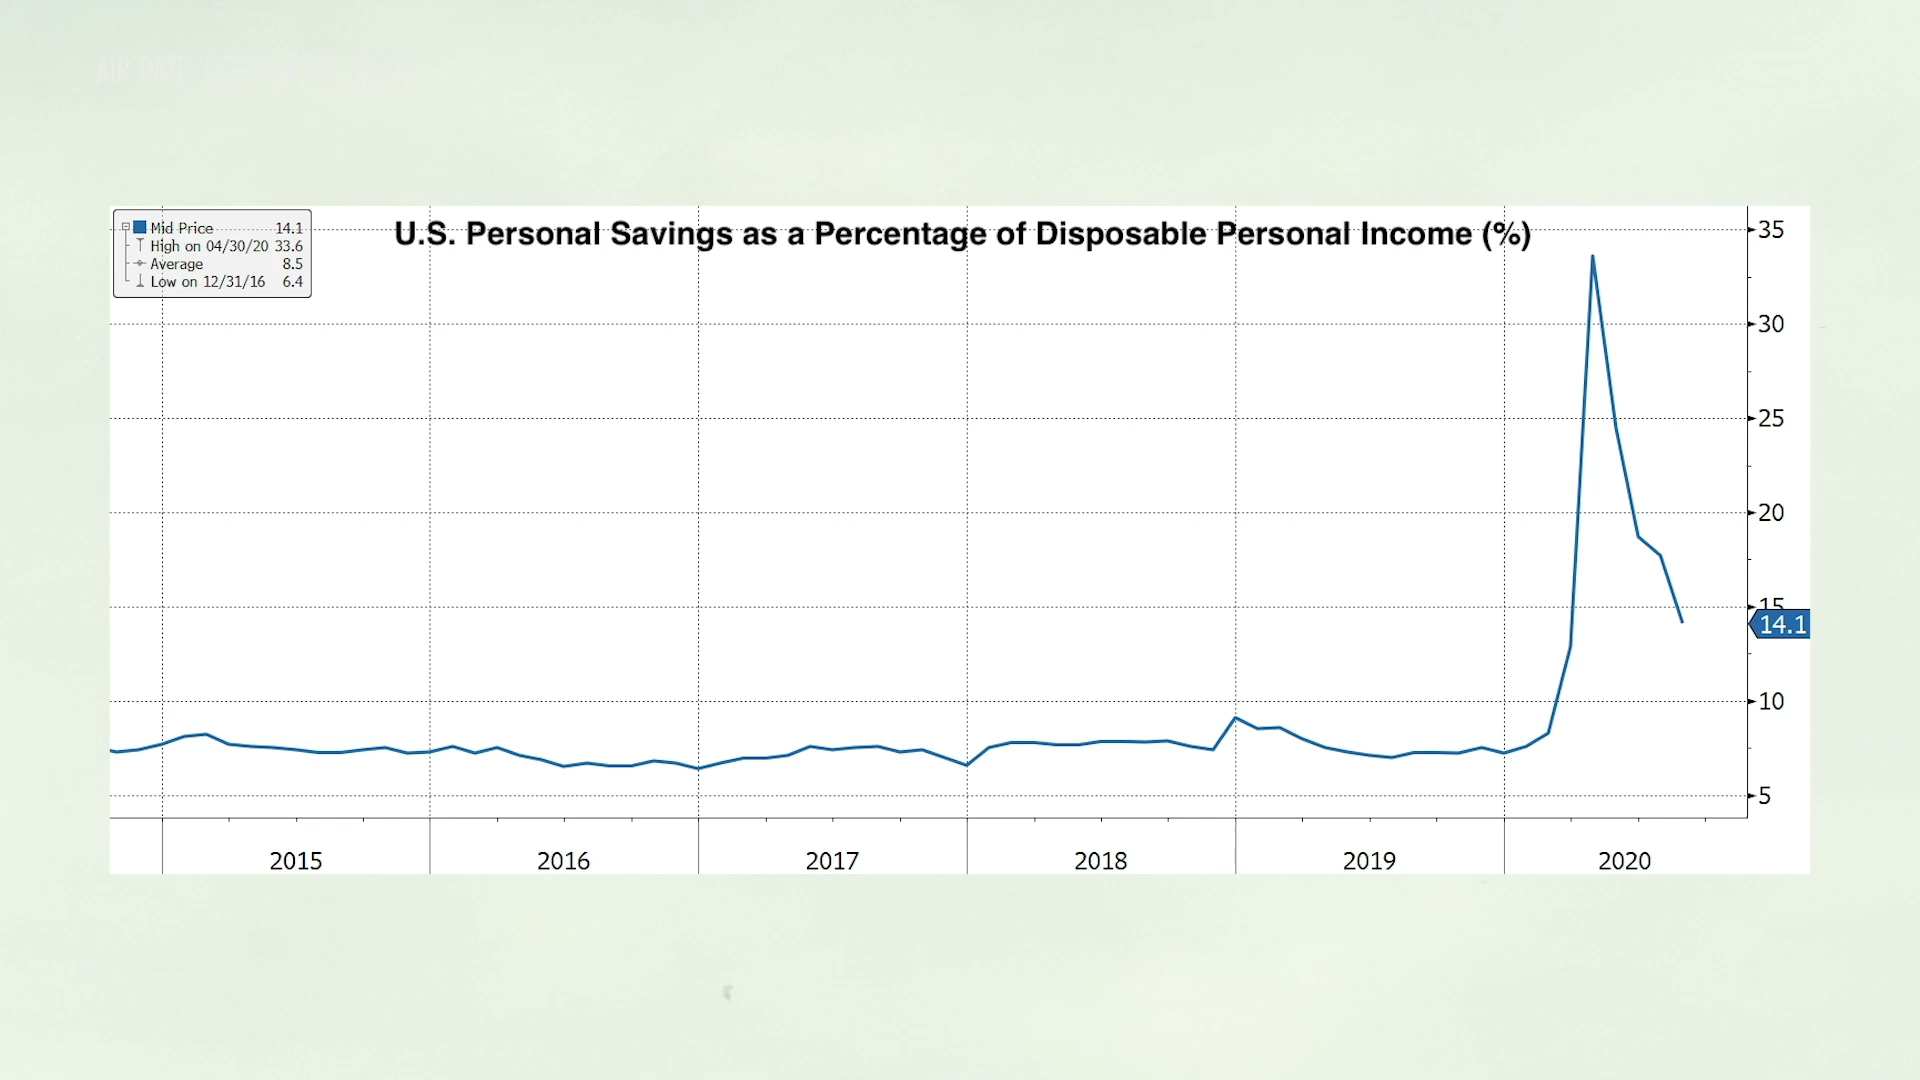 U.S. Personal Savings as a Percentage of Disposable Personal Income (%)
Mid Price 14.1
High on 04/30/20 33.6
Average 8.5
Low on 12/31/16 6.4
35
30
25
20
15
14.1
10
5
2015 2016 2017 2018 2019 2020